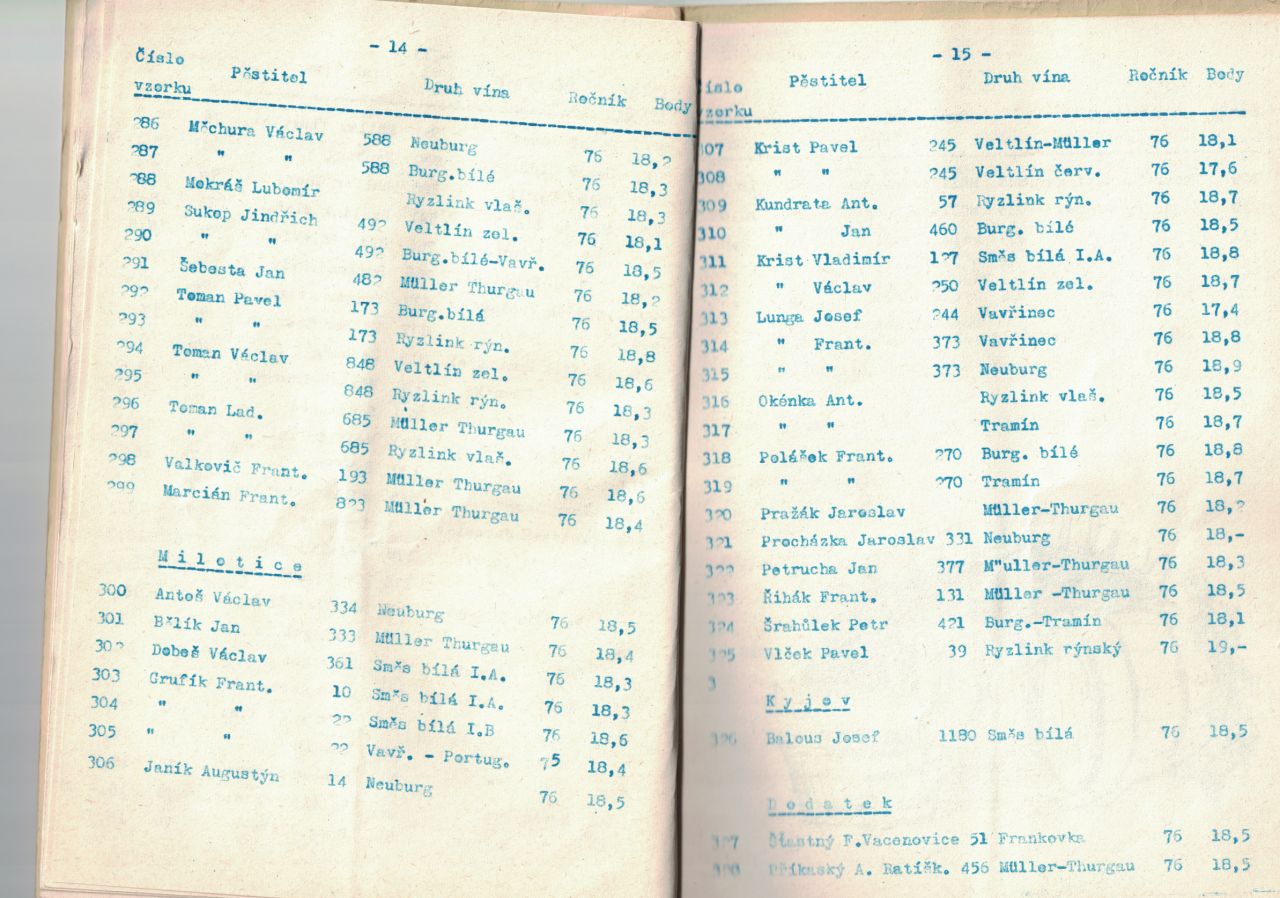 - 14 -
Číslo vzorku Pěstitel Druh vína Ročník Body
286 Měchura Václav 588 Neuburg 76 18,2
287 " " 588 Burg.bílé 76 18,3
288 Mokráš Lubomír Ryzlink vlaš. 76 18,3
289 Sukop Jindřich 492 Veltlín zel. 76 18,1
290 " " 492 Burg.bílé-Vavř. 76 18,5
291 Šebesta Jan 482 Müller Thurgau 76 18,2
292 Toman Pavel 173 Burg.bílá 76 18,5
293 " " 173 Ryzlink rýn. 76 18,8
294 Toman Václav 848 Veltlín zel. 76 18,6
295 " " 848 Ryzlink rýn. 76 18,3
296 Toman Lad. 685 Müller Thurgau 76 18,3
297 " " 685 Ryzlink vlaš. 76 18,6
298 Valkovič Frant. 193 Müller Thurgau 76 18,6
299 Marcián Frant. 823 Müller Thurgau 76 18,4
Milotice
300 Antoš Václav 334 Neuburg 76 18,5
301 Bělík Jan 333 Müller Thurgau 76 18,4
302 Dobeš Václav 361 Směs bílá I.A. 76 18,3
303 Grufík Frant. 10 Směs bílá I.A. 76 18,3
304 " " 22 Směs bílá I.B 76 18,6
305 " " 22 Vavř. - Portug. 75 18,4
306 Janík Augustýn 14 Neuburg 76 18,5
- 15 -
Číslo vzorku Pěstitel Druh vína Ročník Body
307 Krist Pavel 245 Veltlín-Müller 76 18,1
308 " " 245 Veltlín červ. 76 17,6
309 Kundrata Ant. 57 Ryzlink rýn. 76 18,7
310 " Jan 460 Burg. bílé 76 18,5
311 Krist Vladimír 127 Směs bílá I.A. 76 18,8
312 " Václav 250 Veltlín zel. 76 18,7
313 Lunga Josef 244 Vavřinec 76 17,4
314 " Frant. 373 Vavřinec 76 18,8
315 " " 373 Neuburg 76 18,9
316 Okénka Ant. Ryzlink vlaš. 76 18,5
317 " " Tramín 76 18,7
318 Polášek Frant. 270 Burg. bílé 76 18,8
319 " " 270 Tramín 76 18,7
320 Pražák Jaroslav Müller-Thurgau 76 18,2
321 Procházka Jaroslav 331 Neuburg 76 18,-
322 Petrucha Jan 377 M"uller-Thurgau 76 18,3
323 Řihák Frant. 131 Müller -Thurgau 76 18,5
324 Šrahůlek Petr 421 Burg.-Tramín 76 18,1
325 Vlček Pavel 39 Ryzlink rýnský 76 19,-
3
Kyjov
326 Balous Josef 1180 Směs bílá 76 18,5
Dodatek
327 Šťastný F.Vacenovice 51 Frankovka 76 18,5
328 Příkaský A. Ratíšk. 456 Müller-Thurgau 76 18,5